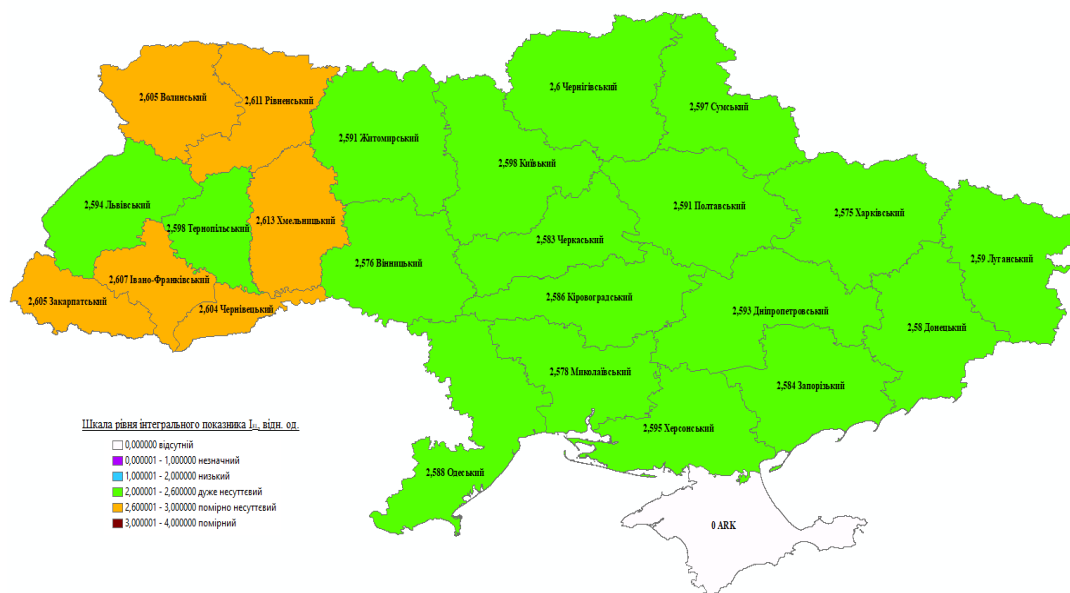 2,6 Чернігівський
2,605 Волинський
2,611 Рівненський
2,597 Сумський
2,591 Житомирський
2,598 Київський
2,594 Львівський
2,591 Полтавський
2,575 Харківський
2,613 Хмельницький
2,598 Тернопільський
2,583 Черкаський
2,59 Луганський
2,576 Вінницький
2,607 Івано-Франківський
2,605 Закарпатський
2,586 Кіровоградський
2,58 Донецький
2,604 Чернівецький
2,593 Дніпропетровський
2,578 Миколаївський
2,584 Запорізький
2,595 Херсонський
2,588 Одеський
0 ARK
Шкала рівня інтегрального показника I, відн. од.
0,000000 відсутній
0,000001 - 1,000000 незначний
1,000001 - 2,000000 низький
2,000001 - 2,600000 дуже несуттєвий
2,600001 - 3,000000 помірно несуттєвий
3,000001 - 4,000000 помірний